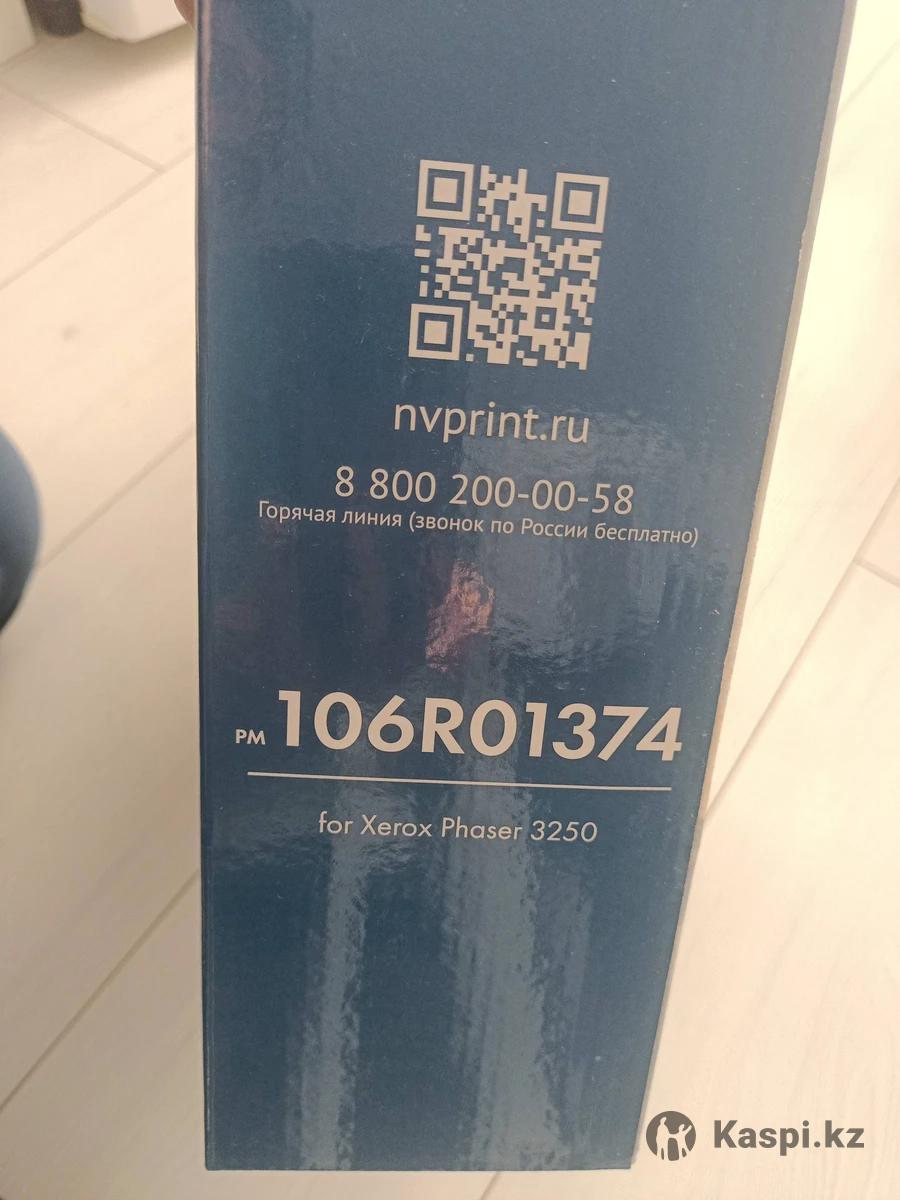 nvprint.ru
8 800 200-00-58
Горячая линия (звонок по России бесплатно)
PM 106R01374
for Xerox Phaser 3250
Kaspi.kz